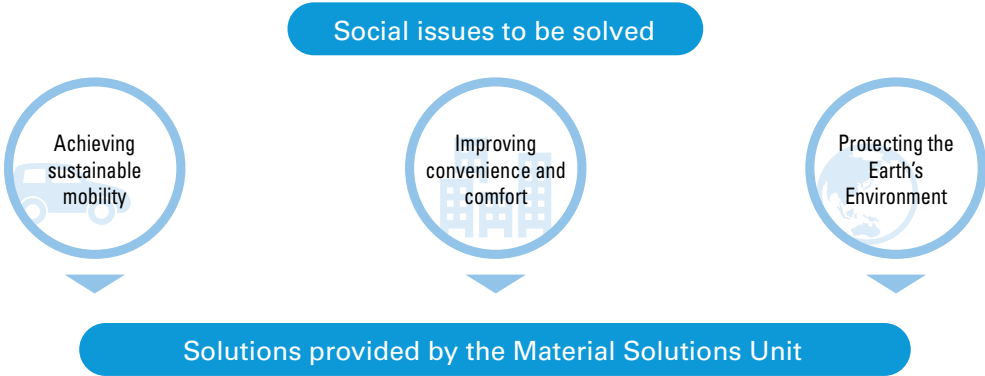 Social issues to be solved
Achieving
sustainable
mobility
Improving
convenience and
comfort
Protecting the
Earth's
Environment
Solutions provided by the Material Solutions Unit